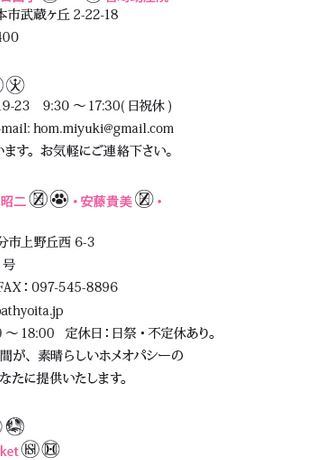 本市武蔵ヶ丘 2-22-18
400
19-23　9:30 ～ 17:30( 日祝休 )
-mail: hom.miyuki@gmail.com
います。お気軽にご連絡下さい。
昭二 ・安藤貴美 ・
分市上野丘西 6-3
号
FAX：097-545-8896
pathyoita.jp
～ 18:00　定休日：日祭・不定休あり。
間が、素晴らしいホメオパシーの
なたに提供いたします。
ket